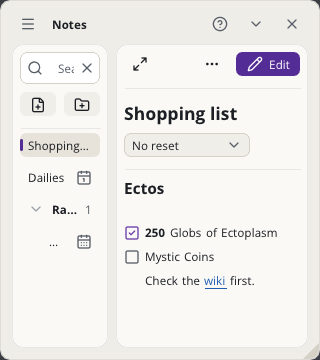 Notes
Sea
Edit
Shopping...
Dailies
Ra... 1
...
Shopping list
No reset
Ectos
250 Globs of Ectoplasm
Mystic Coins
Check the wiki first.